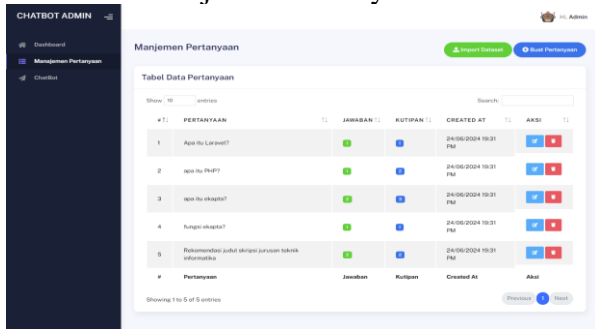 CHATBOT ADMIN
Hi, Admin
Dashboard
Manajemen Pertanyaan
ChatBot
Manjemen Pertanyaan
Import Dataset
Buat Pertanyaan
Tabel Data Pertanyaan
Show 10 entries
Search:
# PERTANYAAN JAWABAN KUTIPAN CREATED AT AKSI
1 Apa itu Laravel? 24/06/2024 19:31
PM
2 apa itu PHP? 24/06/2024 19:31
PM
3 apa itu ekapta? 24/06/2024 19:31
PM
4 fungsi ekapta? 24/06/2024 19:31
PM
5 Rekomendasi judul skripsi jurusan teknik
informatika 24/06/2024 19:31
PM
# Pertanyaan Jawaban Kutipan Created At Aksi
Showing 1 to 5 of 5 entries
Previous 1 Next